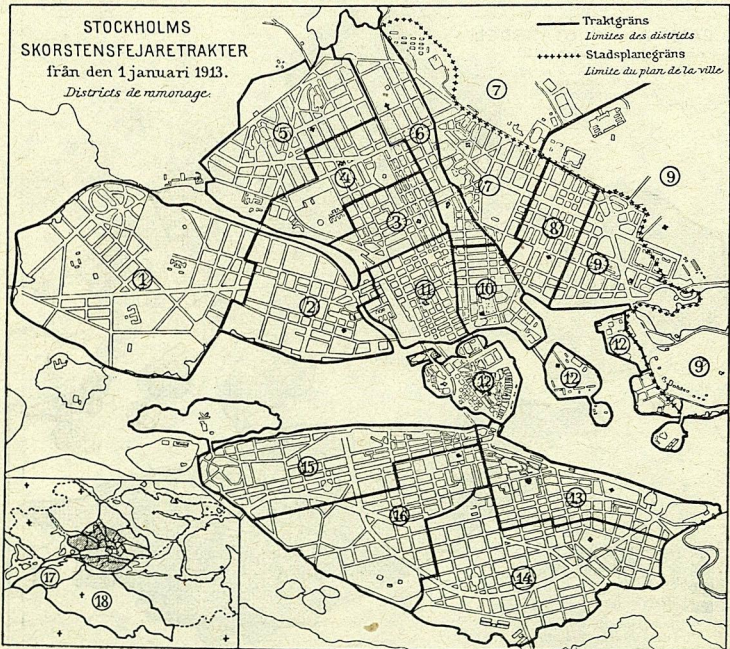 STOCKHOLMS
SKORSTENSFEJARETRAKTER
från den 1 januari 1913.
Districts de ramonage.
Traktgräns
Limites des districts
Stadsplanegräns
Limite du plan de la ville
7
5
6
9
4
7
3
8
9
1
11
10
2
12
9
12
12
15
13
16
14
17
18